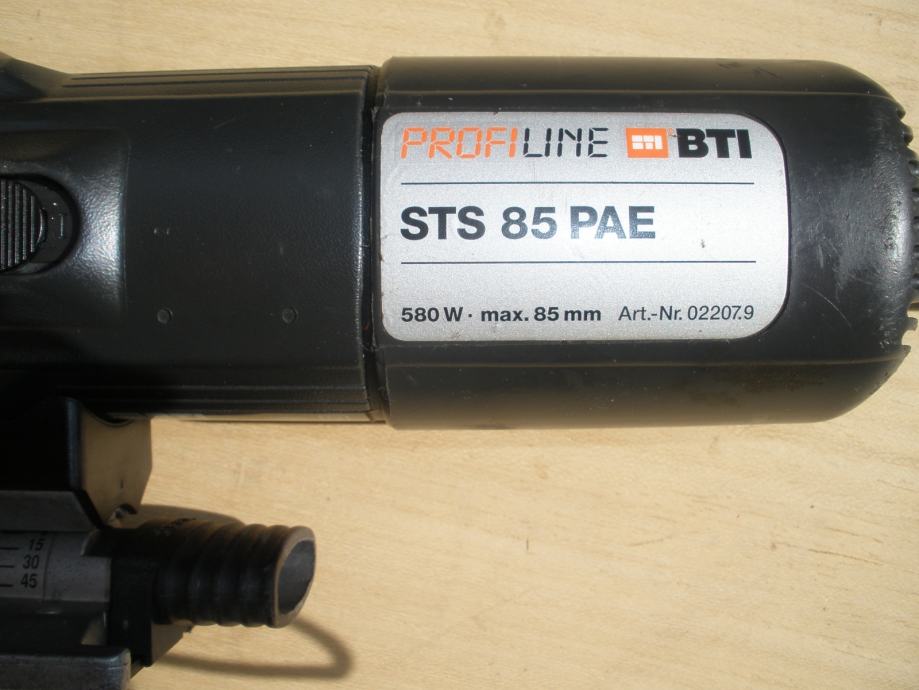 PROFILINE BTI
STS 85 PAE
580 W · max. 85 mm Art.-Nr. 02207.9
15
30
45